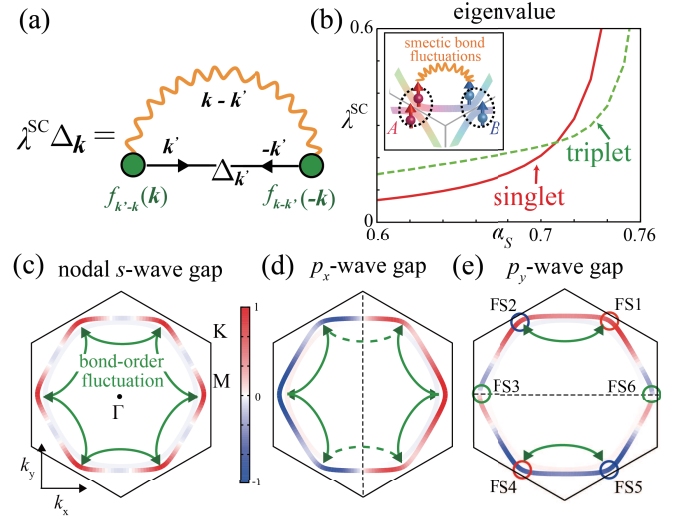 (a)
k - k'
λ^SC Δ_k =
k'
-k'
Δ_k'
f_k'-k(k)
f_k-k'(-k)
(b)
eigenvalue
0.6
smectic bond
fluctuations
A
B
λ^SC
triplet
singlet
0
0.6
α_S
0.7
0.76
(c)
nodal s-wave gap
K
bond-order
fluctuation
M
Γ
k_y
k_x
1
0
-1
(d)
p_x-wave gap
(e)
p_y-wave gap
FS2
FS1
FS3
FS6
FS4
FS5